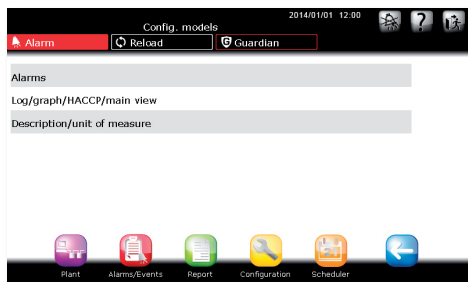 2014/01/01 12:00
Config. models
?
Alarm
Reload
G Guardian
Alarms
Log/graph/HACCP/main view
Description/unit of measure
Plant
Alarms/Events
Report
Configuration
Scheduler